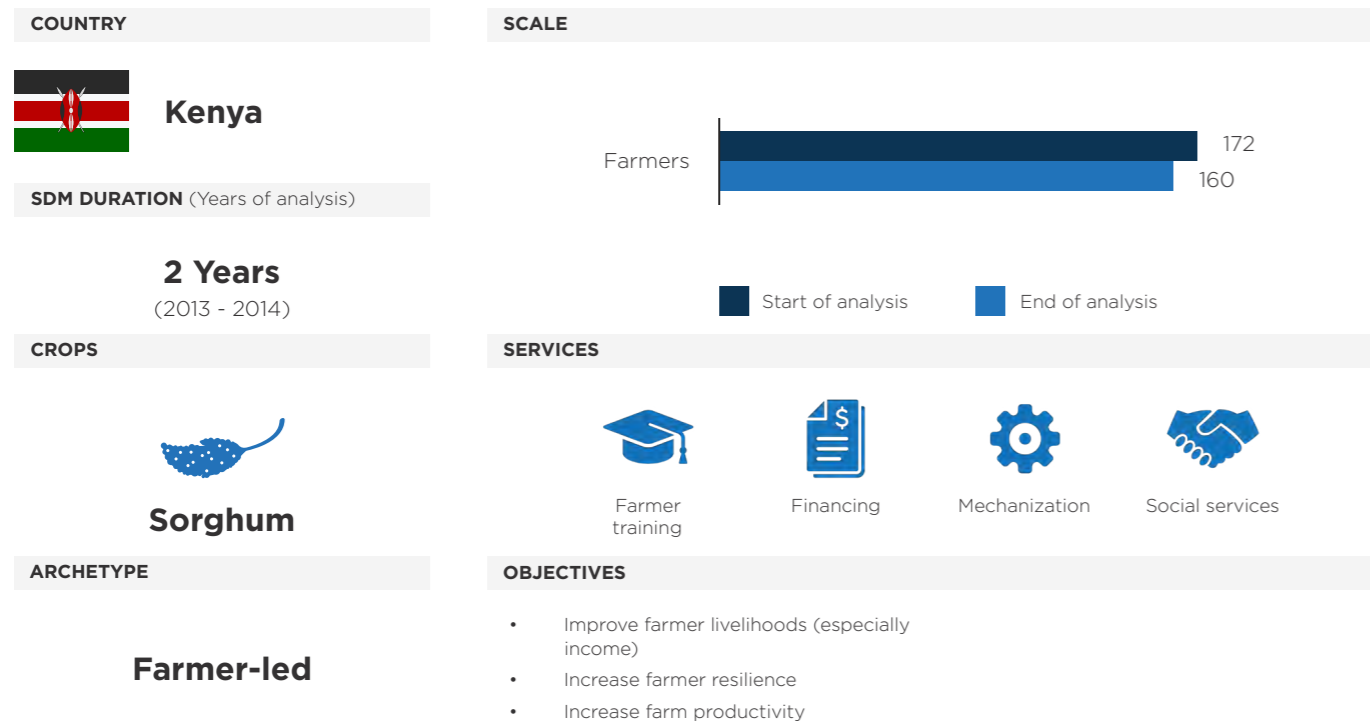 COUNTRY
Kenya
SDM DURATION (Years of analysis)
2 Years
(2013 - 2014)
CROPS
Sorghum
ARCHETYPE
Farmer-led
SCALE
Farmers
172
160
Start of analysis
End of analysis
SERVICES
$
Farmer
training
Financing
Mechanization
Social services
OBJECTIVES
• Improve farmer livelihoods (especially
income)
• Increase farmer resilience
• Increase farm productivity